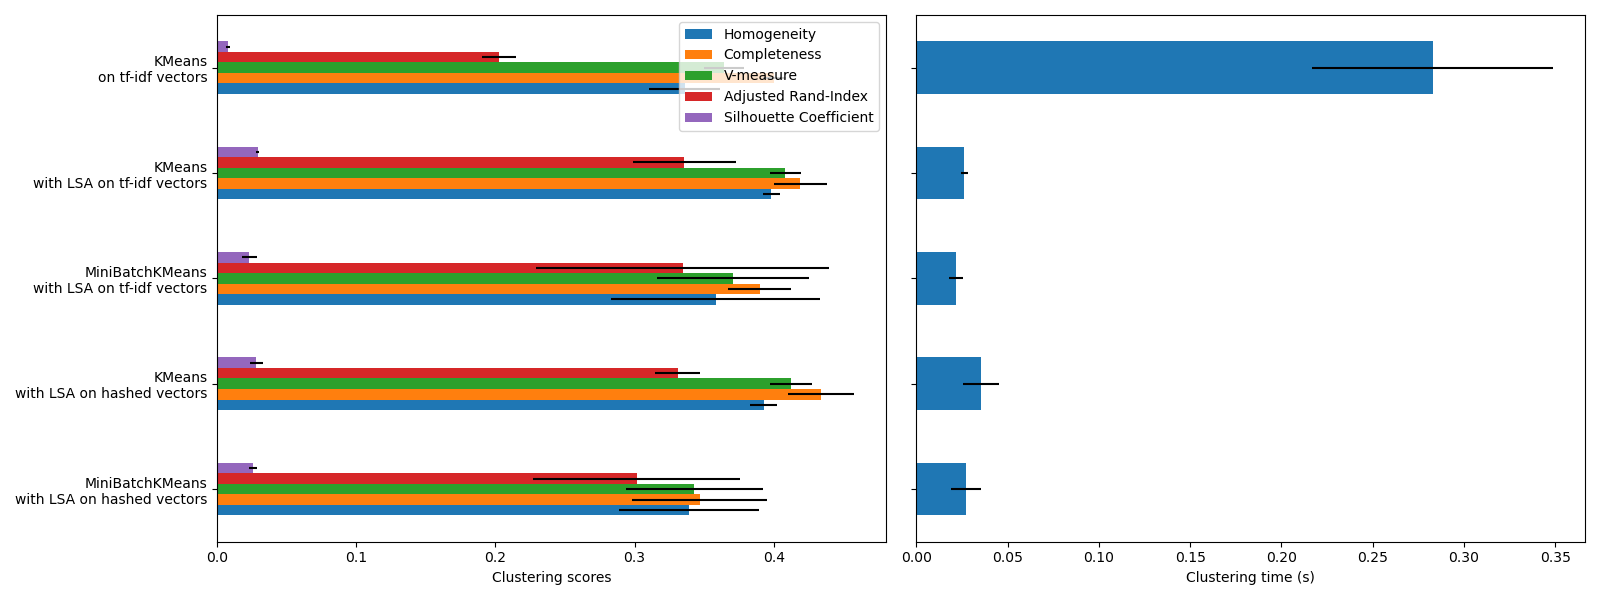 KMeans
on tf-idf vectors
KMeans
with LSA on tf-idf vectors
MiniBatchKMeans
with LSA on tf-idf vectors
KMeans
with LSA on hashed vectors
MiniBatchKMeans
with LSA on hashed vectors
Homogeneity
Completeness
V-measure
Adjusted Rand-Index
Silhouette Coefficient
0.0 0.1 0.2 0.3 0.4
Clustering scores
0.00 0.05 0.10 0.15 0.20 0.25 0.30 0.35
Clustering time (s)